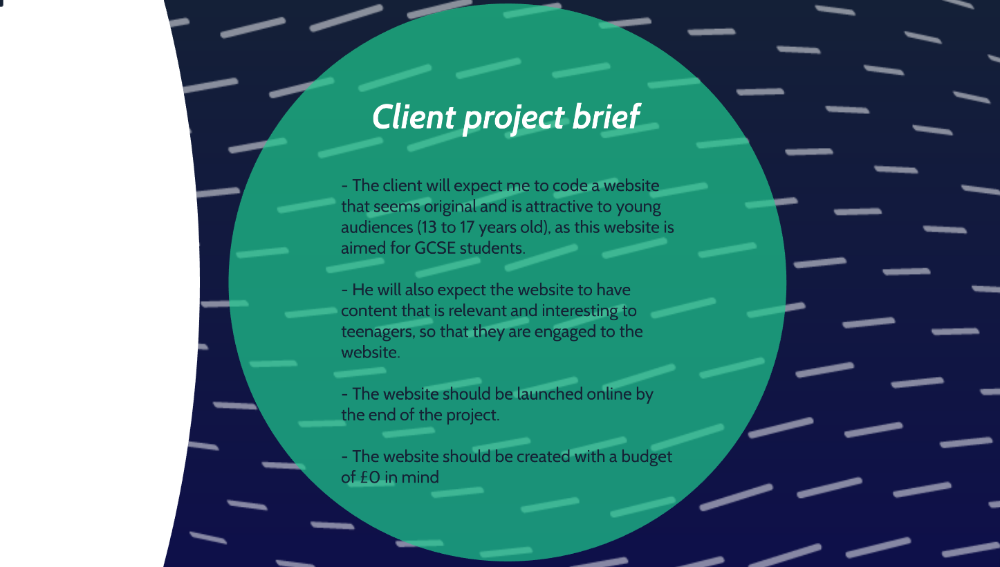 Client project brief
- The client will expect me to code a website
that seems original and is attractive to young
audiences (13 to 17 years old), as this website is
aimed for GCSE students.
- He will also expect the website to have
content that is relevant and interesting to
teenagers, so that they are engaged to the
website.
- The website should be launched online by
the end of the project.
- The website should be created with a budget
of £0 in mind